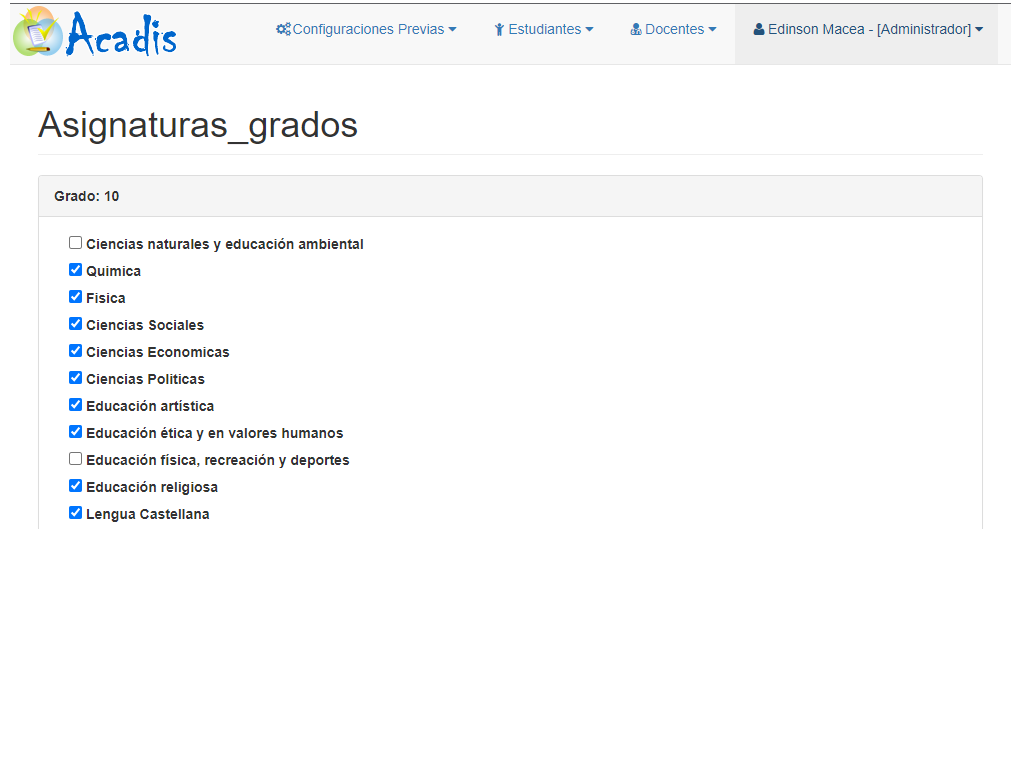 Acadis
Configuraciones Previas
Estudiantes
Docentes
Edinson Macea - [Administrador]
Asignaturas_grados
Grado: 10
Ciencias naturales y educación ambiental
Quimica
Fisica
Ciencias Sociales
Ciencias Economicas
Ciencias Politicas
Educación artística
Educación ética y en valores humanos
Educación física, recreación y deportes
Educación religiosa
Lengua Castellana